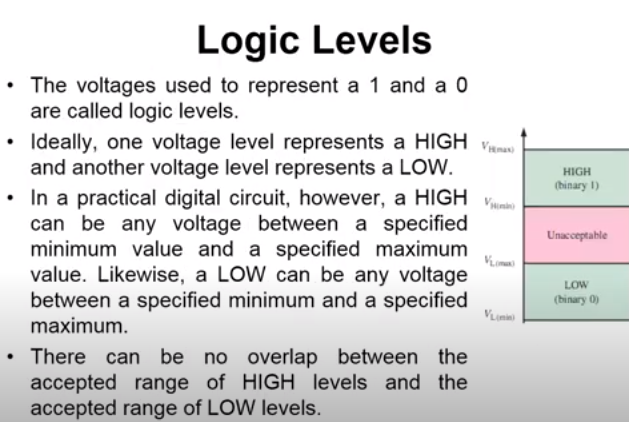 Logic Levels
• The voltages used to represent a 1 and a 0
are called logic levels.
• Ideally, one voltage level represents a HIGH
and another voltage level represents a LOW.
• In a practical digital circuit, however, a HIGH
can be any voltage between a specified
minimum value and a specified maximum
value. Likewise, a LOW can be any voltage
between a specified minimum and a specified
maximum.
• There can be no overlap between the
accepted range of HIGH levels and the
accepted range of LOW levels.
VH(max)
HIGH
(binary 1)
VH(min)
Unacceptable
VL(max)
LOW
(binary 0)
VL(min)